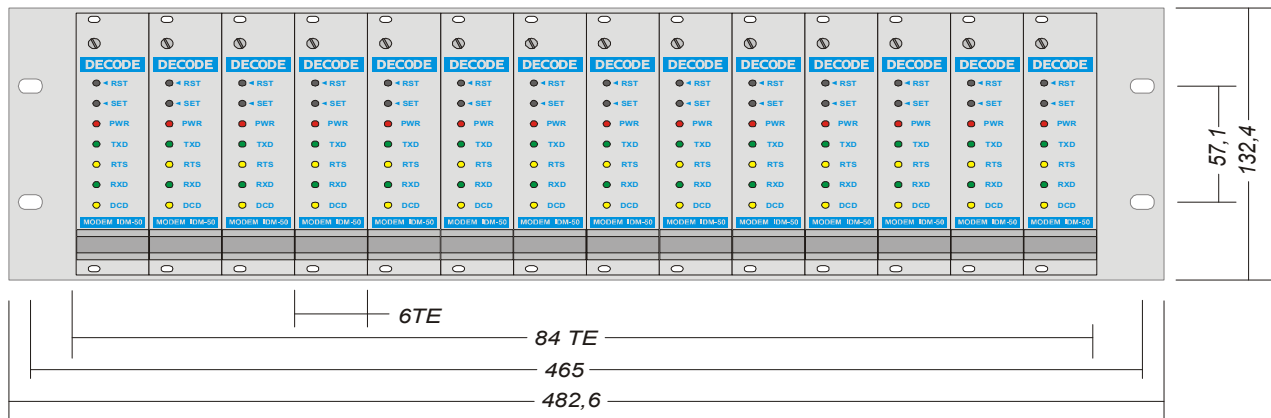 DECODE DECODE DECODE DECODE DECODE DECODE DECODE DECODE DECODE DECODE DECODE DECODE DECODE DECODE
RST RST RST RST RST RST RST RST RST RST RST RST RST RST
SET SET SET SET SET SET SET SET SET SET SET SET SET SET
PWR PWR PWR PWR PWR PWR PWR PWR PWR PWR PWR PWR PWR PWR
TXD TXD TXD TXD TXD TXD TXD TXD TXD TXD TXD TXD TXD TXD
RTS RTS RTS RTS RTS RTS RTS RTS RTS RTS RTS RTS RTS RTS
RXD RXD RXD RXD RXD RXD RXD RXD RXD RXD RXD RXD RXD RXD
DCD DCD DCD DCD DCD DCD DCD DCD DCD DCD DCD DCD DCD DCD
MODEM IDM-50 MODEM IDM-50 MODEM IDM-50 MODEM IDM-50 MODEM IDM-50 MODEM IDM-50 MODEM IDM-50 MODEM IDM-50 MODEM IDM-50 MODEM IDM-50 MODEM IDM-50 MODEM IDM-50 MODEM IDM-50 MODEM IDM-50
57,1
132,4
6TE
84 TE
465
482,6